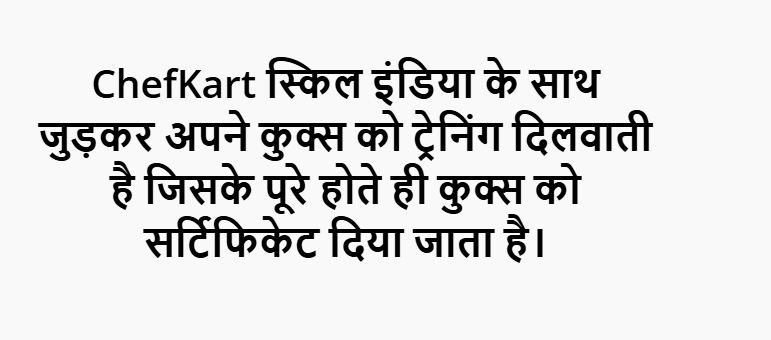 ChefKart स्किल इंडिया के साथ
जुड़कर अपने कुक्स को ट्रेनिंग दिलवाती
है जिसके पूरे होते ही कुक्स को
सर्टिफिकेट दिया जाता है।